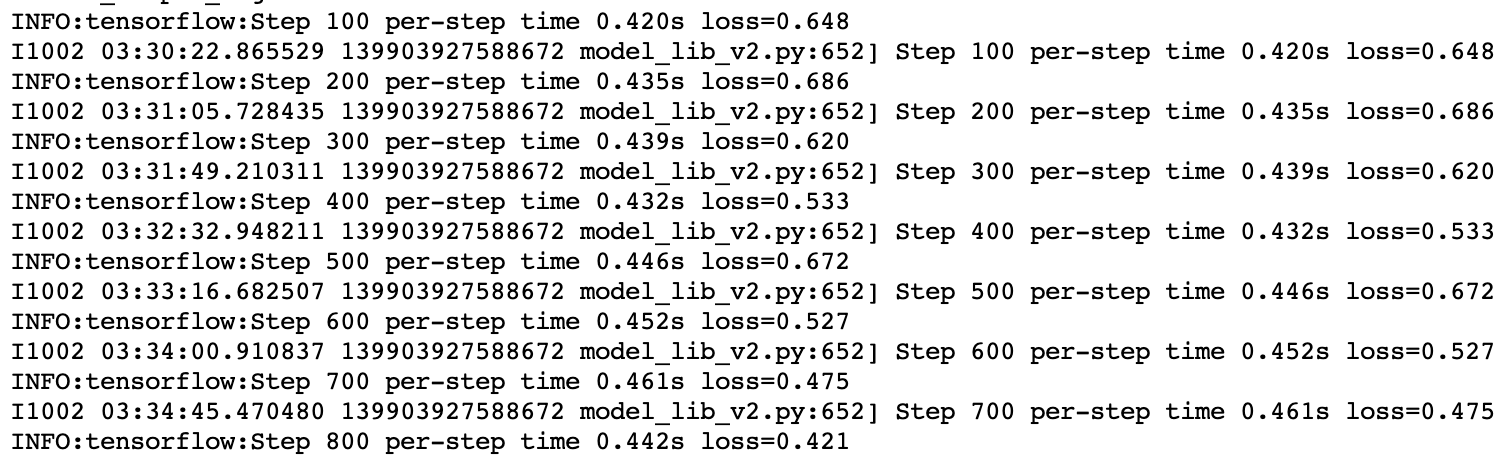 INFO:tensorflow:Step 100 per-step time 0.420s loss=0.648
I1002 03:30:22.865529 139903927588672 model_lib_v2.py:652] Step 100 per-step time 0.420s loss=0.648
INFO:tensorflow:Step 200 per-step time 0.435s loss=0.686
I1002 03:31:05.728435 139903927588672 model_lib_v2.py:652] Step 200 per-step time 0.435s loss=0.686
INFO:tensorflow:Step 300 per-step time 0.439s loss=0.620
I1002 03:31:49.210311 139903927588672 model_lib_v2.py:652] Step 300 per-step time 0.439s loss=0.620
INFO:tensorflow:Step 400 per-step time 0.432s loss=0.533
I1002 03:32:32.948211 139903927588672 model_lib_v2.py:652] Step 400 per-step time 0.432s loss=0.533
INFO:tensorflow:Step 500 per-step time 0.446s loss=0.672
I1002 03:33:16.682507 139903927588672 model_lib_v2.py:652] Step 500 per-step time 0.446s loss=0.672
INFO:tensorflow:Step 600 per-step time 0.452s loss=0.527
I1002 03:34:00.910837 139903927588672 model_lib_v2.py:652] Step 600 per-step time 0.452s loss=0.527
INFO:tensorflow:Step 700 per-step time 0.461s loss=0.475
I1002 03:34:45.470480 139903927588672 model_lib_v2.py:652] Step 700 per-step time 0.461s loss=0.475
INFO:tensorflow:Step 800 per-step time 0.442s loss=0.421